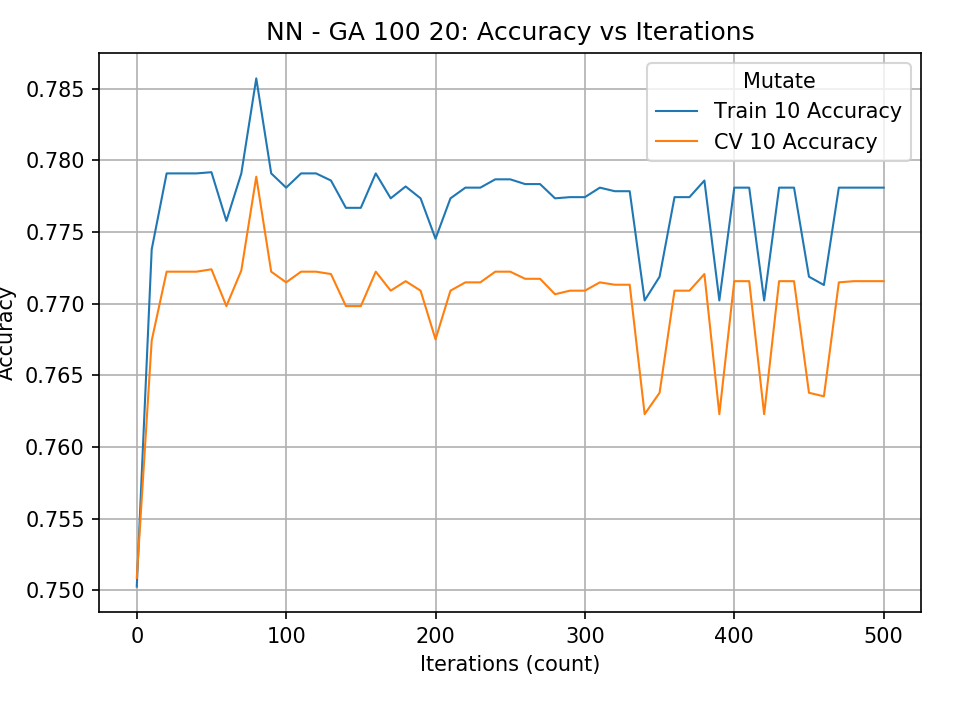 NN - GA 100 20: Accuracy vs Iterations
Mutate
Train 10 Accuracy
CV 10 Accuracy
0.785
0.780
0.775
0.770
0.765
0.760
0.755
0.750
Accuracy
0 100 200 300 400 500
Iterations (count)